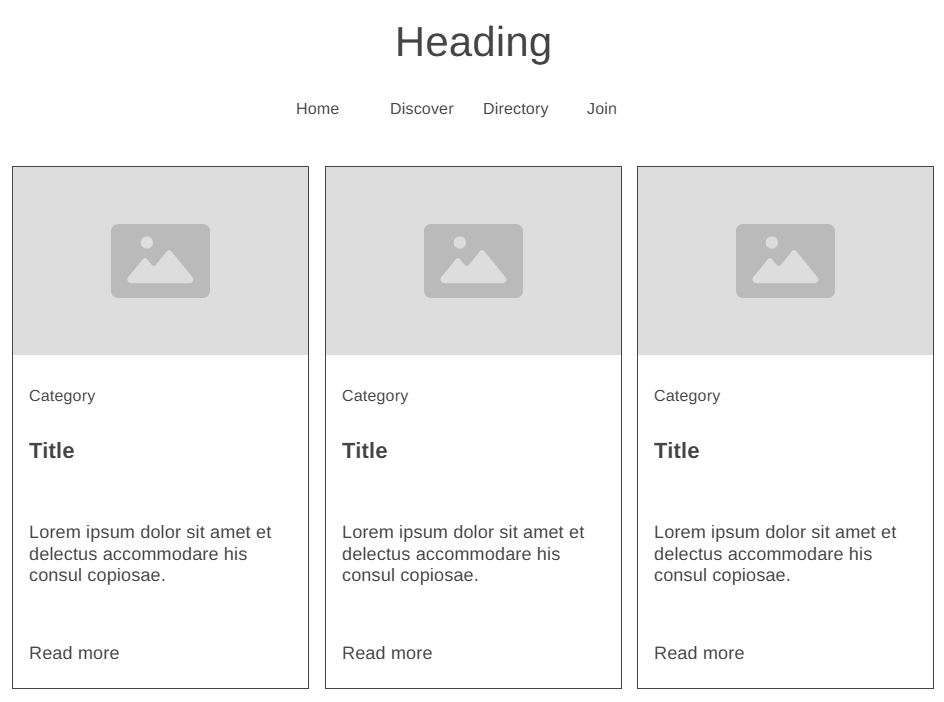 Heading
Home Discover Directory Join
Category
Title
Lorem ipsum dolor sit amet et
delectus accommodare his
consul copiosae.
Read more
Category
Title
Lorem ipsum dolor sit amet et
delectus accommodare his
consul copiosae.
Read more
Category
Title
Lorem ipsum dolor sit amet et
delectus accommodare his
consul copiosae.
Read more